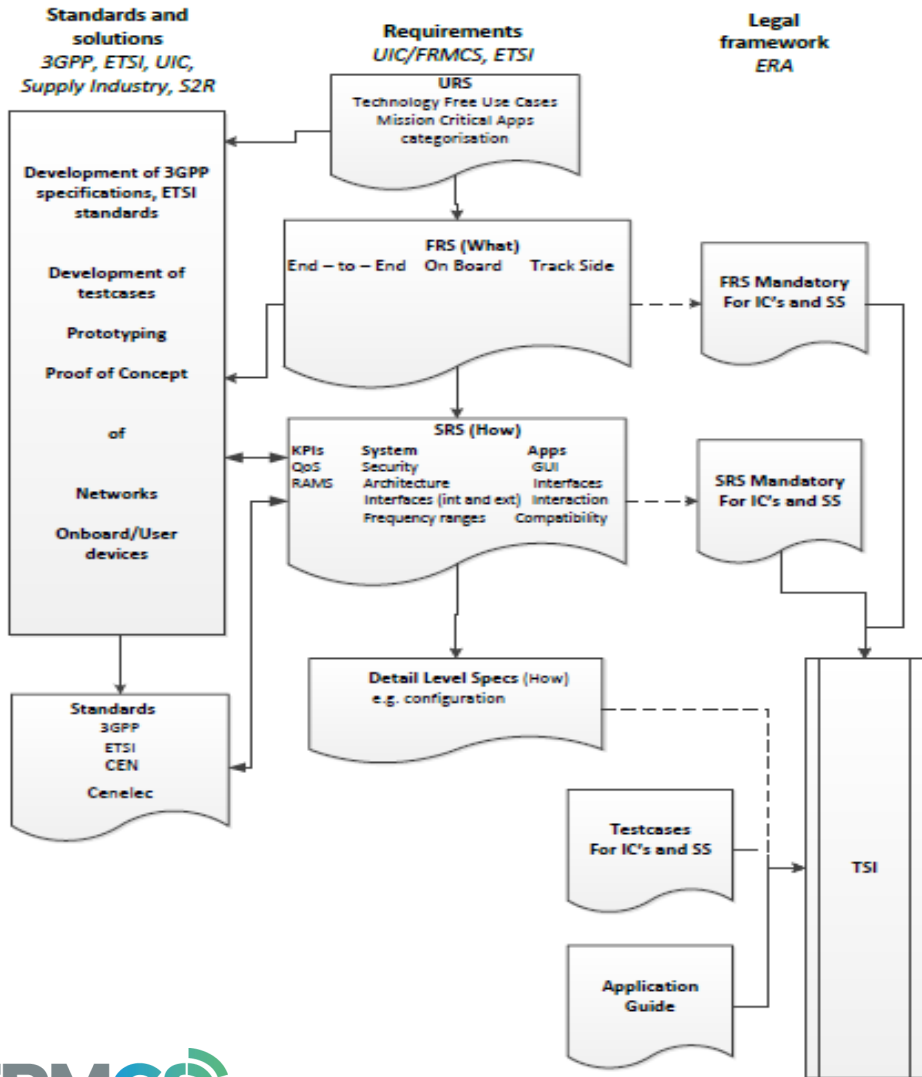 Standards and
solutions
3GPP, ETSI, UIC,
Supply Industry, S2R
Requirements
UIC/FRMCS, ETSI
Legal
framework
ERA
URS
Technology Free Use Cases
Mission Critical Apps
categorisation
Development of 3GPP
specifications, ETSI
standards
Development of
testcases
Prototyping
Proof of Concept
of
Networks
Onboard/User
devices
FRS (What)
End – to – End On Board Track Side
FRS Mandatory
For IC's and SS
SRS (How)
KPIs System Apps
QoS Security GUI
RAMS Architecture Interfaces
Interfaces (int and ext) Interaction
Frequency ranges Compatibility
SRS Mandatory
For IC's and SS
Detail Level Specs (How)
e.g. configuration
Standards
3GPP
ETSI
CEN
Cenelec
Testcases
For IC's and SS
TSI
Application
Guide